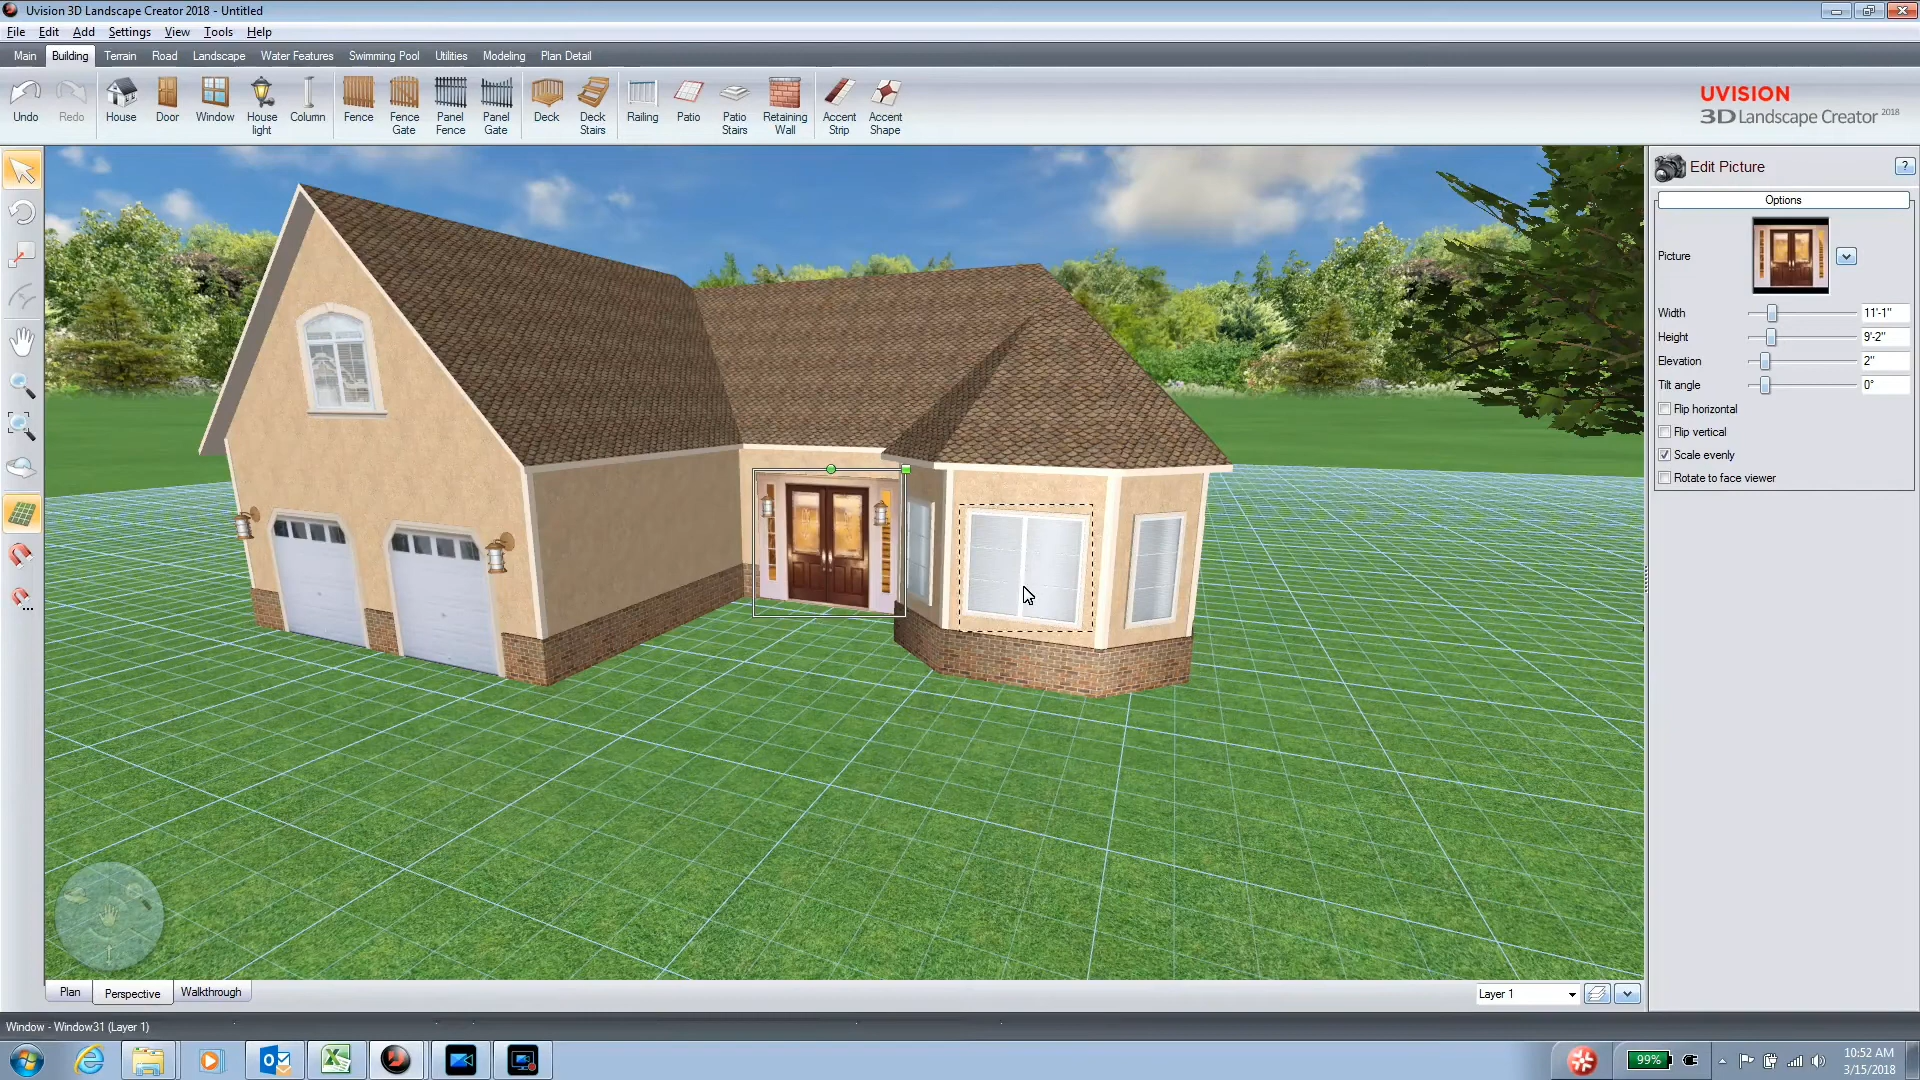 Uvision 3D Landscape Creator 2018 - Untitled
File Edit Add Settings View Tools Help
Main Building Terrain Road Landscape Water Features Swimming Pool Utilities Modeling Plan Detail
Undo Redo House Door Window House light Column Fence Fence Gate Panel Fence Panel Gate Deck Deck Stairs Railing Patio Patio Stairs Retaining Wall Accent Strip Accent Shape
UVISION
3D Landscape Creator 2018
Edit Picture ?
Options
Picture
Width 11'-1"
Height 9'-2"
Elevation 2"
Tilt angle 0°
Flip horizontal
Flip vertical
Scale evenly
Rotate to face viewer
Plan Perspective Walkthrough
Layer 1
Window - Window31 (Layer 1)
99%
10:52 AM
3/15/2018